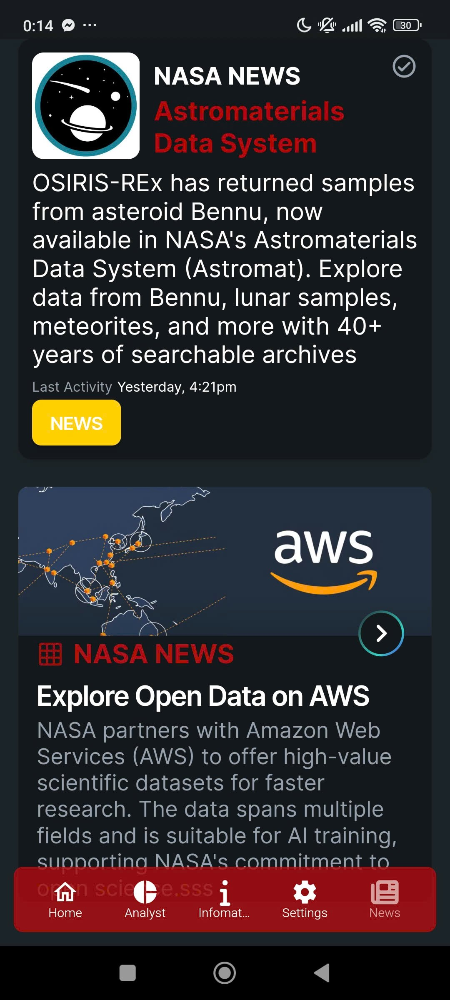 0:14
30
NASA NEWS
Astromaterials
Data System
OSIRIS-REx has returned samples
from asteroid Bennu, now
available in NASA's Astromaterials
Data System (Astromat). Explore
data from Bennu, lunar samples,
meteorites, and more with 40+
years of searchable archives
Last Activity Yesterday, 4:21pm
NEWS
aws
NASA NEWS
Explore Open Data on AWS
NASA partners with Amazon Web
Services (AWS) to offer high-value
scientific datasets for faster
research. The data spans multiple
fields and is suitable for AI training,
supporting NASA's commitment to
open science.sss
Home
Analyst
Infomat...
Settings
News